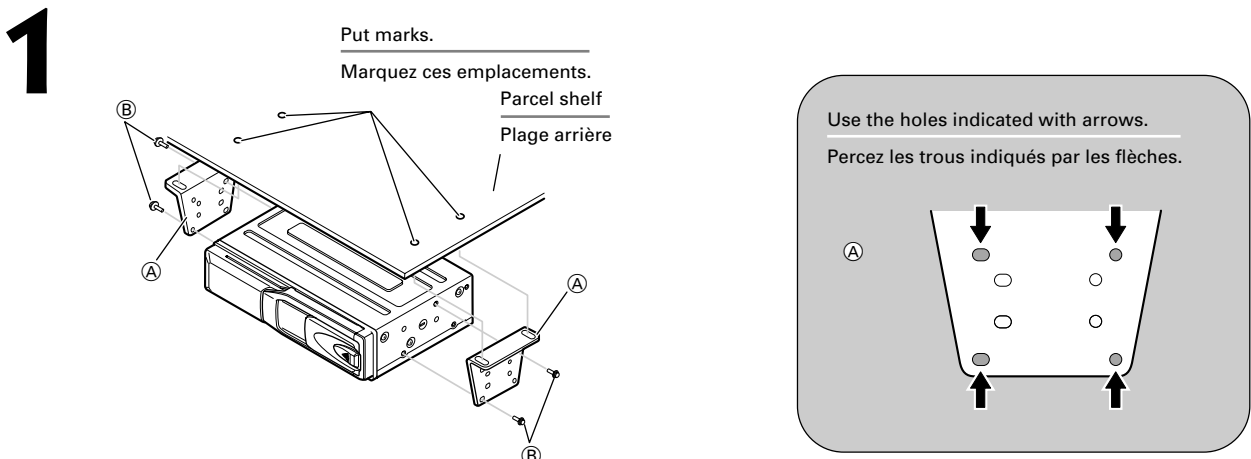 1
Put marks.
Marquez ces emplacements.
Parcel shelf
Plage arrière
Ⓑ
Ⓐ
Ⓐ
Ⓑ
Use the holes indicated with arrows.
Percez les trous indiqués par les flèches.
Ⓐ